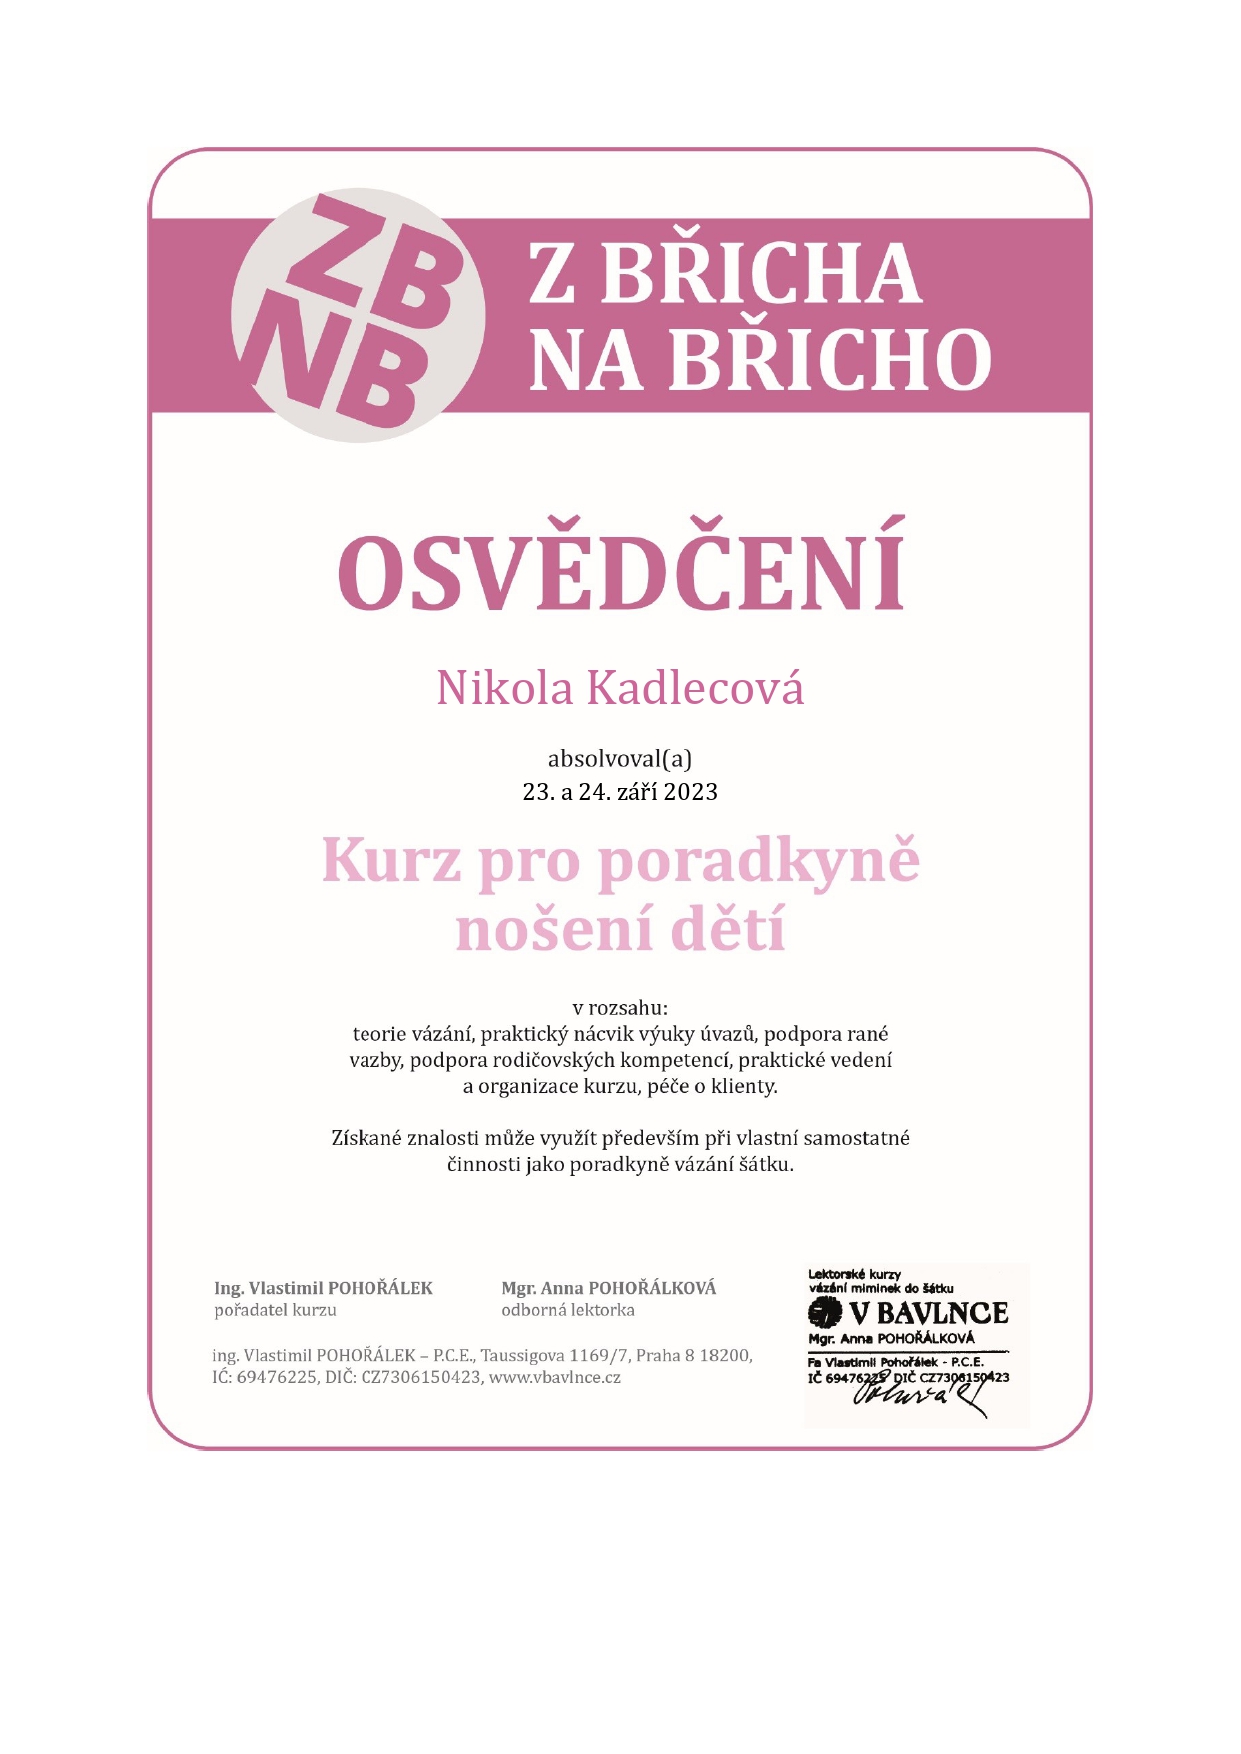 ZB
NB
Z BŘICHA
NA BŘICHO
OSVĚDČENÍ
Nikola Kadlecová
absolvoval(a)
23. a 24. září 2023
Kurz pro poradkyně
nošení dětí
v rozsahu:
teorie vázání, praktický nácvik výuky úvazů, podpora rané
vazby, podpora rodičovských kompetencí, praktické vedení
a organizace kurzu, péče o klienty.
Získané znalosti může využít především při vlastní samostatné
činnosti jako poradkyně vázání šátku.
Ing. Vlastimil POHOŘÁLEK
pořadatel kurzu
Mgr. Anna POHOŘÁLKOVÁ
odborná lektorka
ing. Vlastimil POHOŘÁLEK – P.C.E., Taussigova 1169/7, Praha 8 18200,
IČ: 69476225, DIČ: CZ7306150423, www.vbavlnce.cz
Lektorské kurzy
vázání miminek do šátku
V BAVLNCE
Mgr. Anna POHOŘÁLKOVÁ
Fa Vlastimil Pohořálek - P.C.E.
IČ 69476225 DIČ CZ7306150423